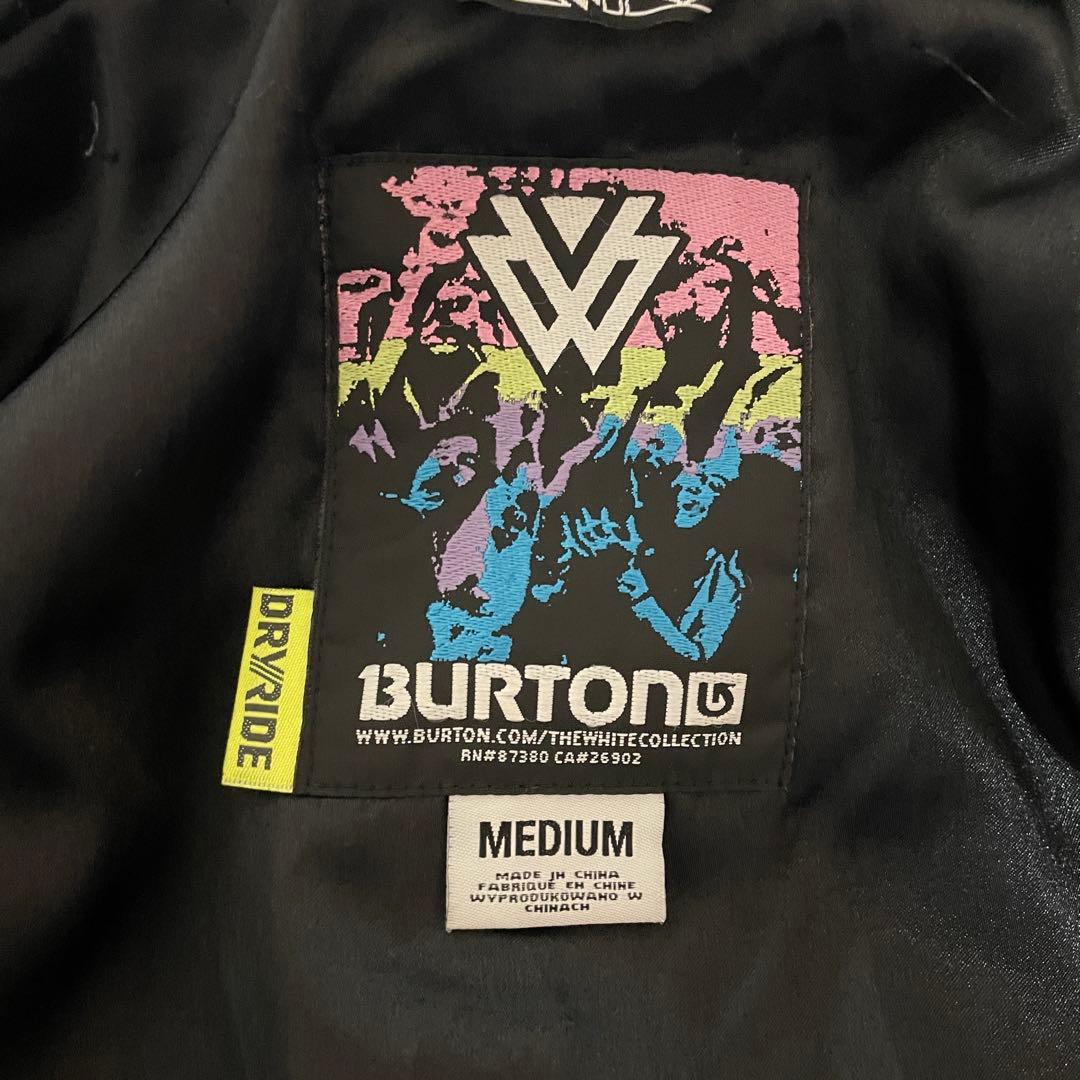 DRY///RIDE
BURTON
WWW.BURTON.COM/THEWHITECOLLECTION
RN#87380 CA#26902
MEDIUM
MADE IN CHINA
FABRIQUÉ EN CHINE
WYPRODUKOWANO W
CHINACH